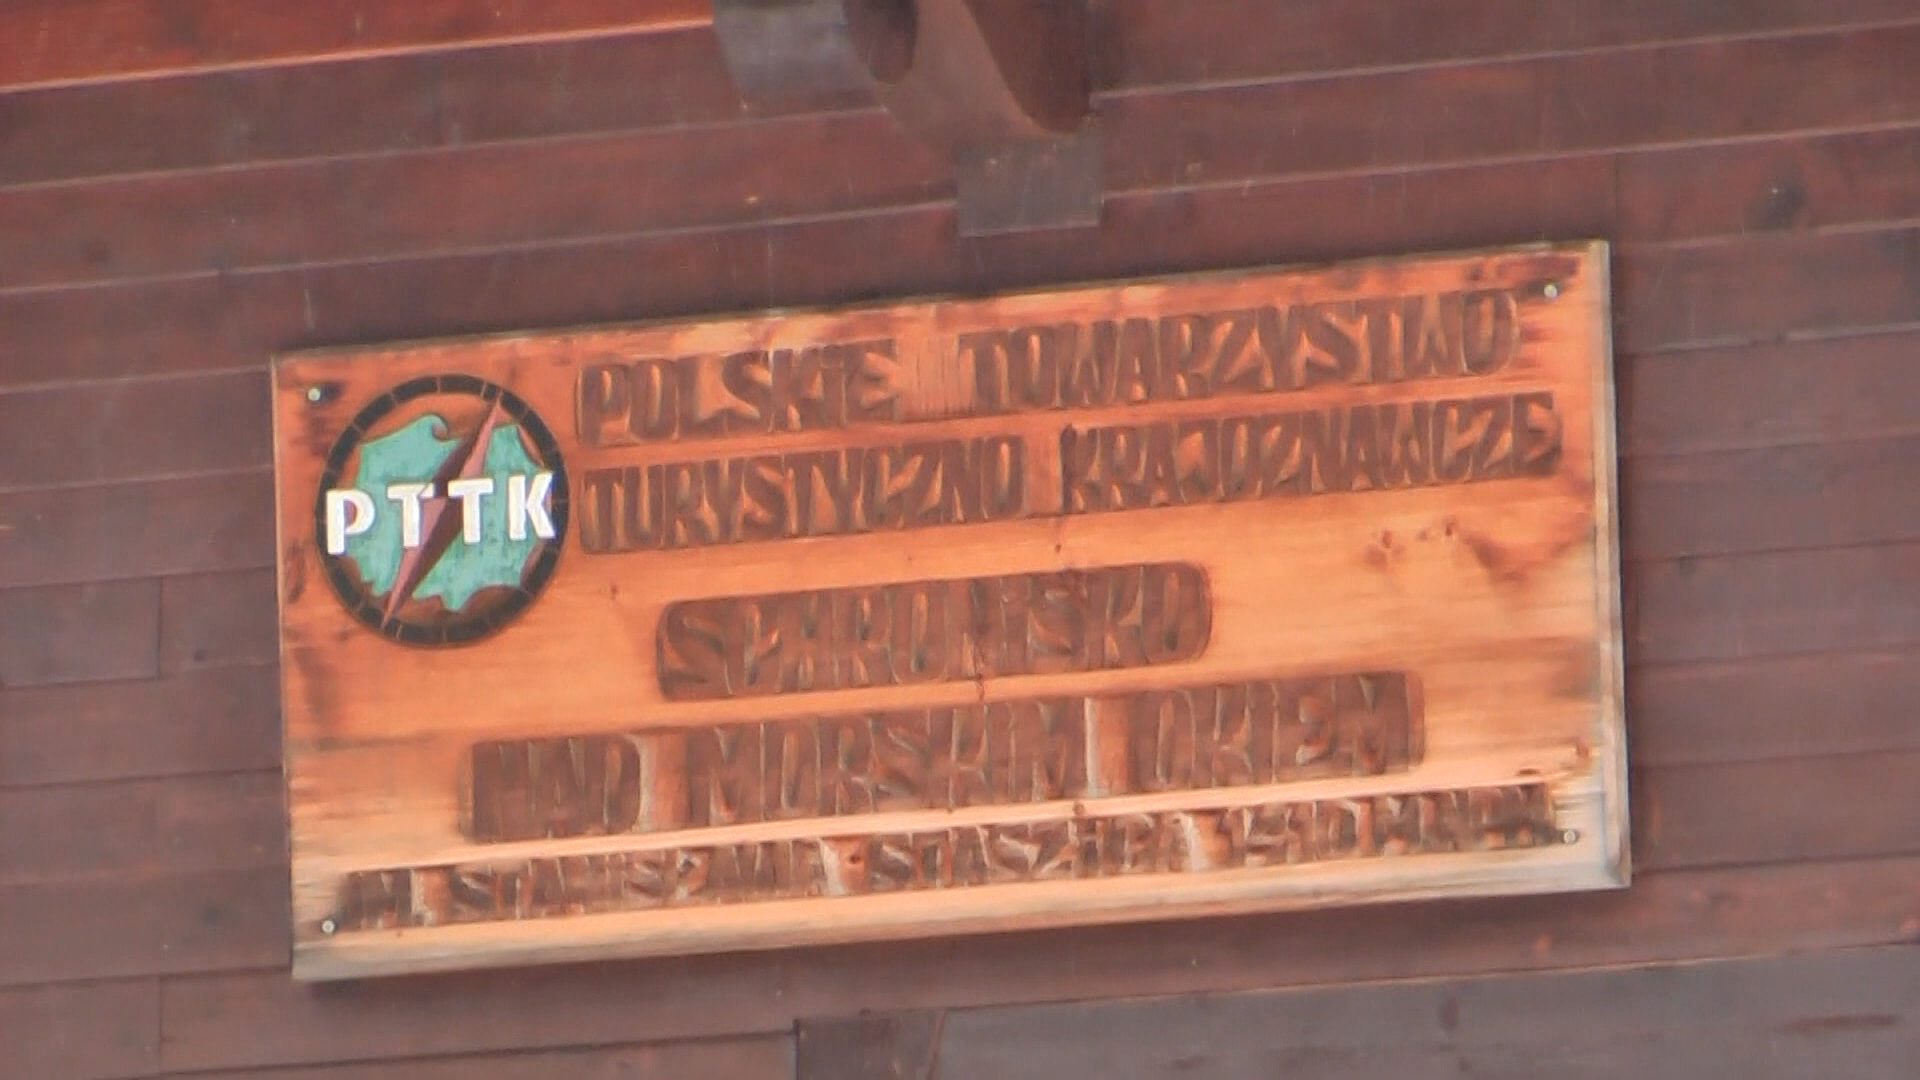 PTTK
POLSKiE TOWARZYSTWO
TURYSTYCZNO KRAJOZNAWCZE
SCHRONiSKO
NAD MORSKIM OKIEM
IM STANISŁAWA STASZICA 1410 M N.P.M.